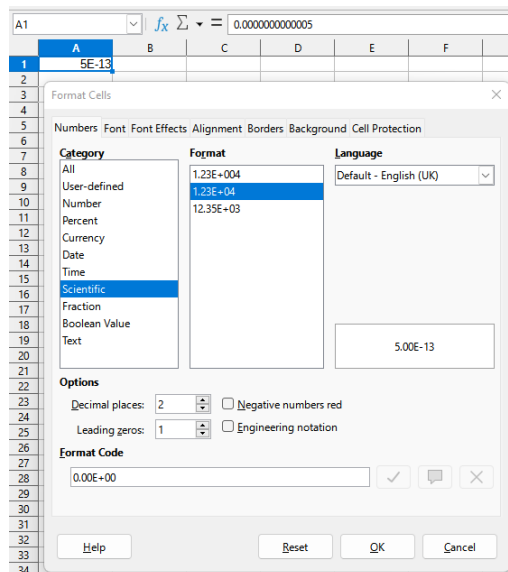 A1 fx Σ = 0.0000000000005
A B C D E F
1 5E-13
2
3
4
5
6
7
8
9
10
11
12
13
14
15
16
17
18
19
20
21
22
23
24
25
26
27
28
29
30
31
32
33
34
Format Cells
Numbers Font Font Effects Alignment Borders Background Cell Protection
Category
All
User-defined
Number
Percent
Currency
Date
Time
Scientific
Fraction
Boolean Value
Text
Format
1.23E+004
1.23E+04
12.35E+03
Language
Default - English (UK)
5.00E-13
Options
Decimal places: 2 Negative numbers red
Leading zeros: 1 Engineering notation
Format Code
0.00E+00
Help Reset OK Cancel